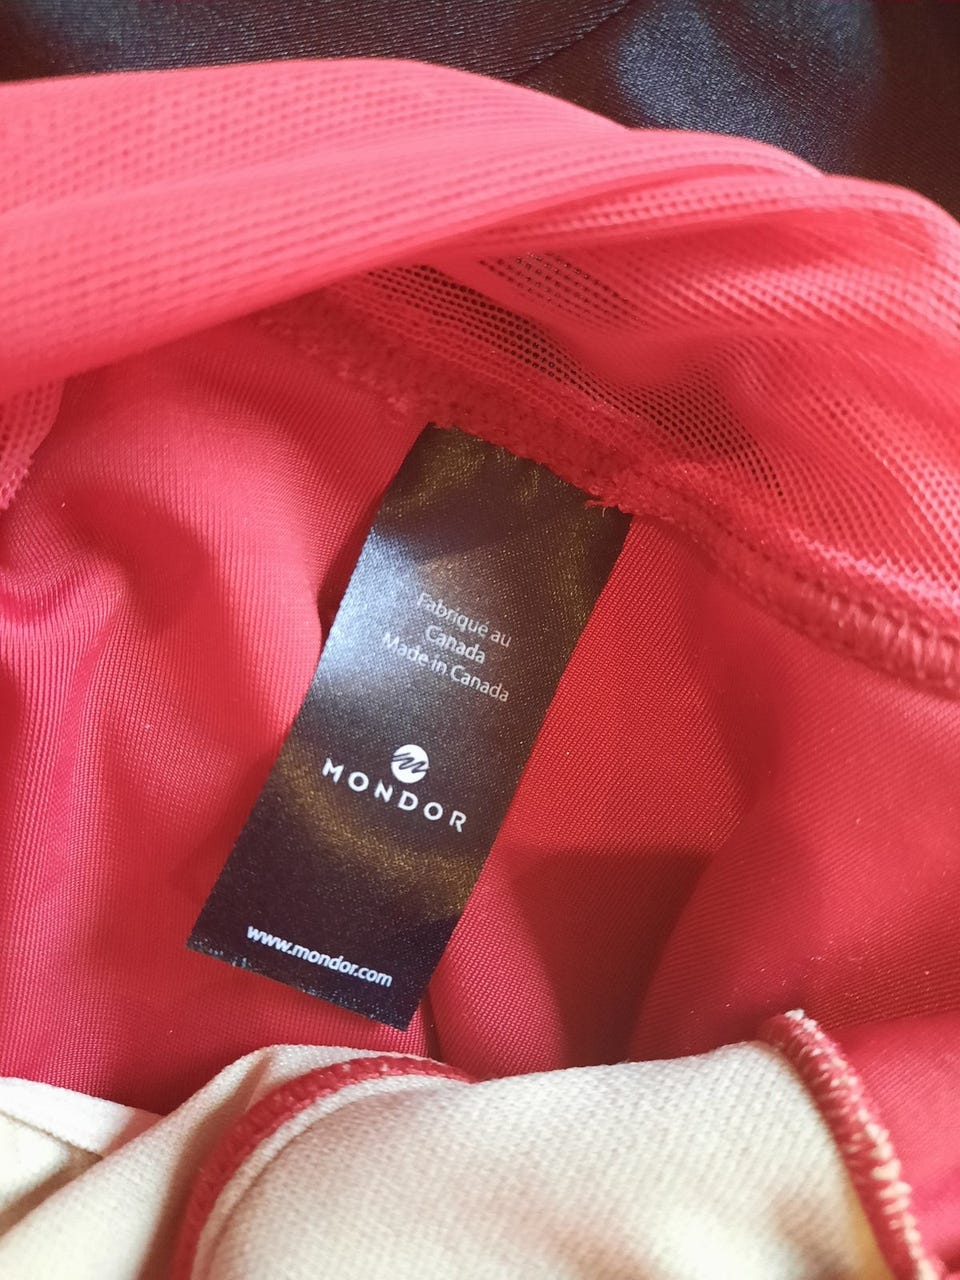 Fabriqué au
Canada
Made in Canada
MONDOR
www.mondor.com